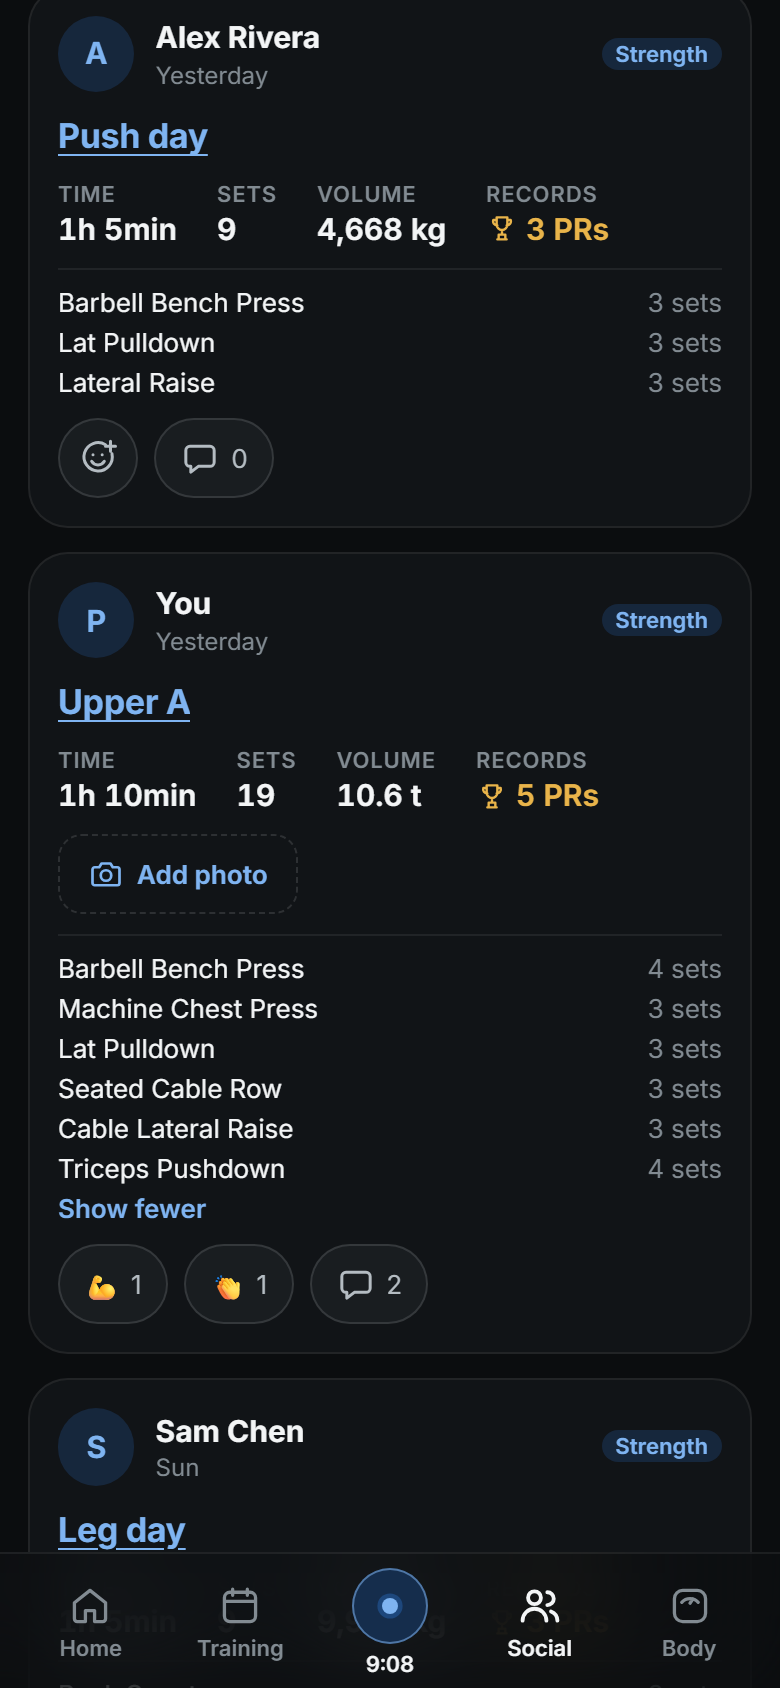 A
Alex Rivera
Yesterday
Strength
Push day
TIME SETS VOLUME RECORDS
1h 5min 9 4,668 kg 3 PRs
Barbell Bench Press 3 sets
Lat Pulldown 3 sets
Lateral Raise 3 sets
0
P
You
Yesterday
Strength
Upper A
TIME SETS VOLUME RECORDS
1h 10min 19 10.6 t 5 PRs
Add photo
Barbell Bench Press 4 sets
Machine Chest Press 3 sets
Lat Pulldown 3 sets
Seated Cable Row 3 sets
Cable Lateral Raise 3 sets
Triceps Pushdown 4 sets
Show fewer
💪 1 👏 1 2
S
Sam Chen
Sun
Strength
Leg day
Home Training 9:08 Social Body